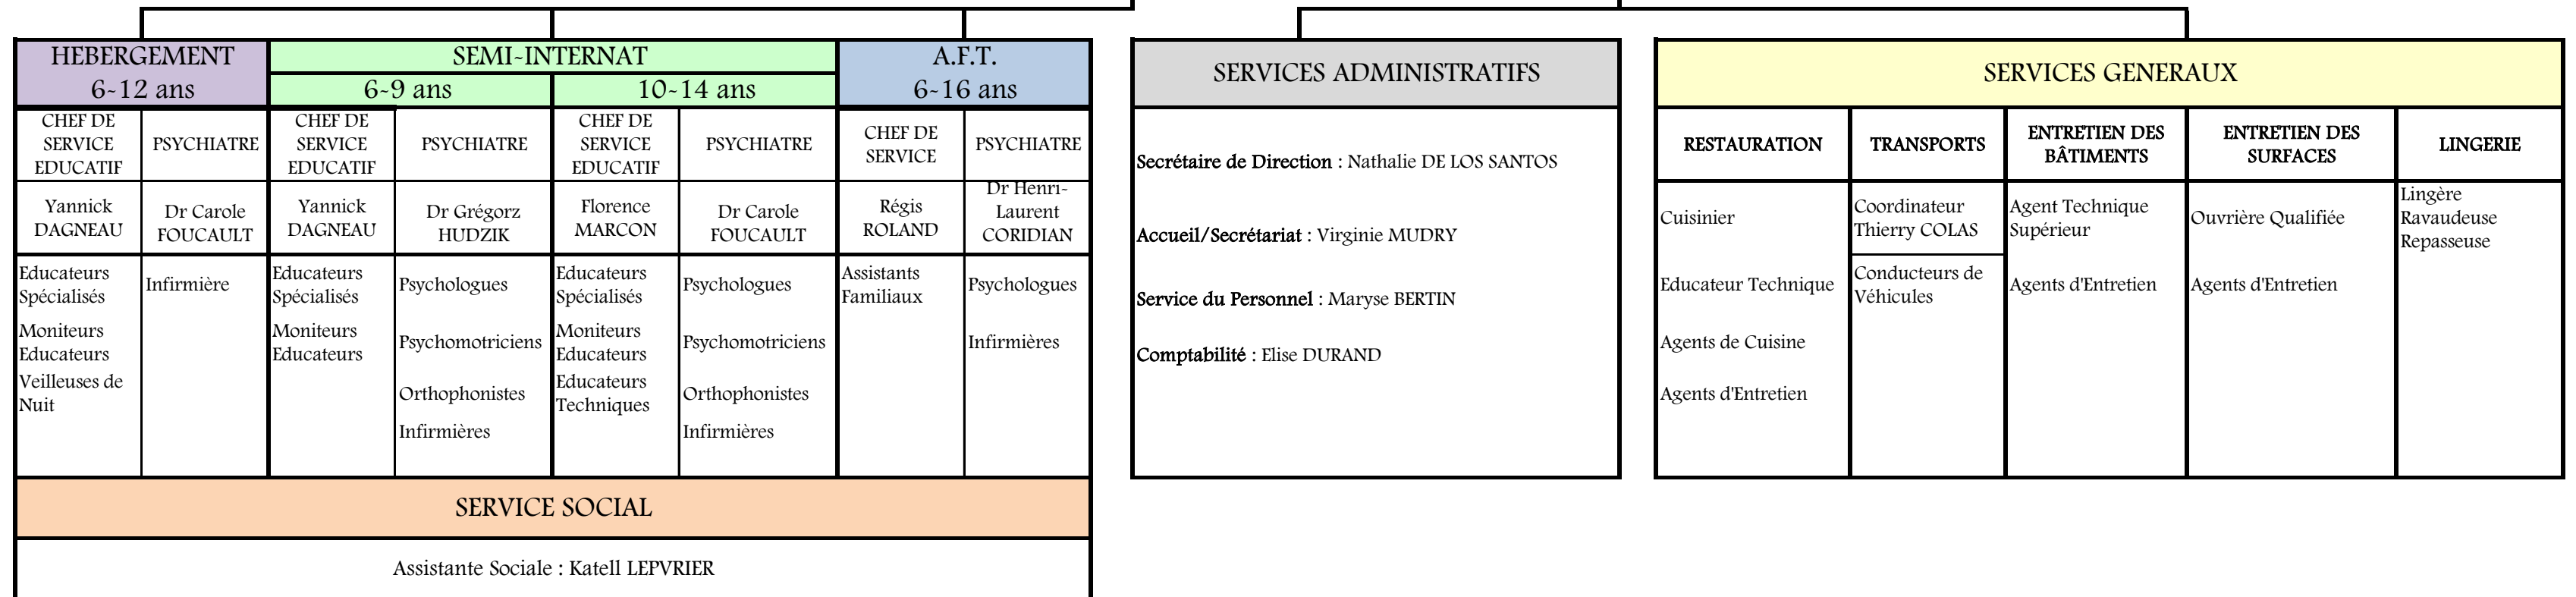 HEBERGEMENT
6-12 ans
SEMI-INTERNAT
6-9 ans
10-14 ans
A.F.T.
6-16 ans
CHEF DE
SERVICE
EDUCATIF
PSYCHIATRE
CHEF DE
SERVICE
EDUCATIF
PSYCHIATRE
CHEF DE
SERVICE
EDUCATIF
PSYCHIATRE
CHEF DE
SERVICE
PSYCHIATRE
Yannick
DAGNEAU
Dr Carole
FOUCAULT
Yannick
DAGNEAU
Dr Grégorz
HUDZIK
Florence
MARCON
Dr Carole
FOUCAULT
Régis
ROLAND
Dr Henri-
Laurent
CORIDIAN
Educateurs
Spécialisés
Moniteurs
Educateurs
Veilleuses de
Nuit
Infirmière
Educateurs
Spécialisés
Moniteurs
Educateurs
Psychologues
Psychomotriciens
Orthophonistes
Infirmières
Educateurs
Spécialisés
Moniteurs
Educateurs
Educateurs
Techniques
Psychologues
Psychomotriciens
Orthophonistes
Infirmières
Assistants
Familiaux
Psychologues
Infirmières
SERVICE SOCIAL
Assistante Sociale : Katell LEPVRIER
SERVICES ADMINISTRATIFS
Secrétaire de Direction : Nathalie DE LOS SANTOS
Accueil/Secrétariat : Virginie MUDRY
Service du Personnel : Maryse BERTIN
Comptabilité : Elise DURAND
SERVICES GENERAUX
RESTAURATION
TRANSPORTS
ENTRETIEN DES
BÂTIMENTS
ENTRETIEN DES
SURFACES
LINGERIE
Cuisinier
Educateur Technique
Agents de Cuisine
Agents d'Entretien
Coordinateur
Thierry COLAS
Conducteurs de
Véhicules
Agent Technique
Supérieur
Agents d'Entretien
Ouvrière Qualifiée
Agents d'Entretien
Lingère
Ravaudeuse
Repasseuse